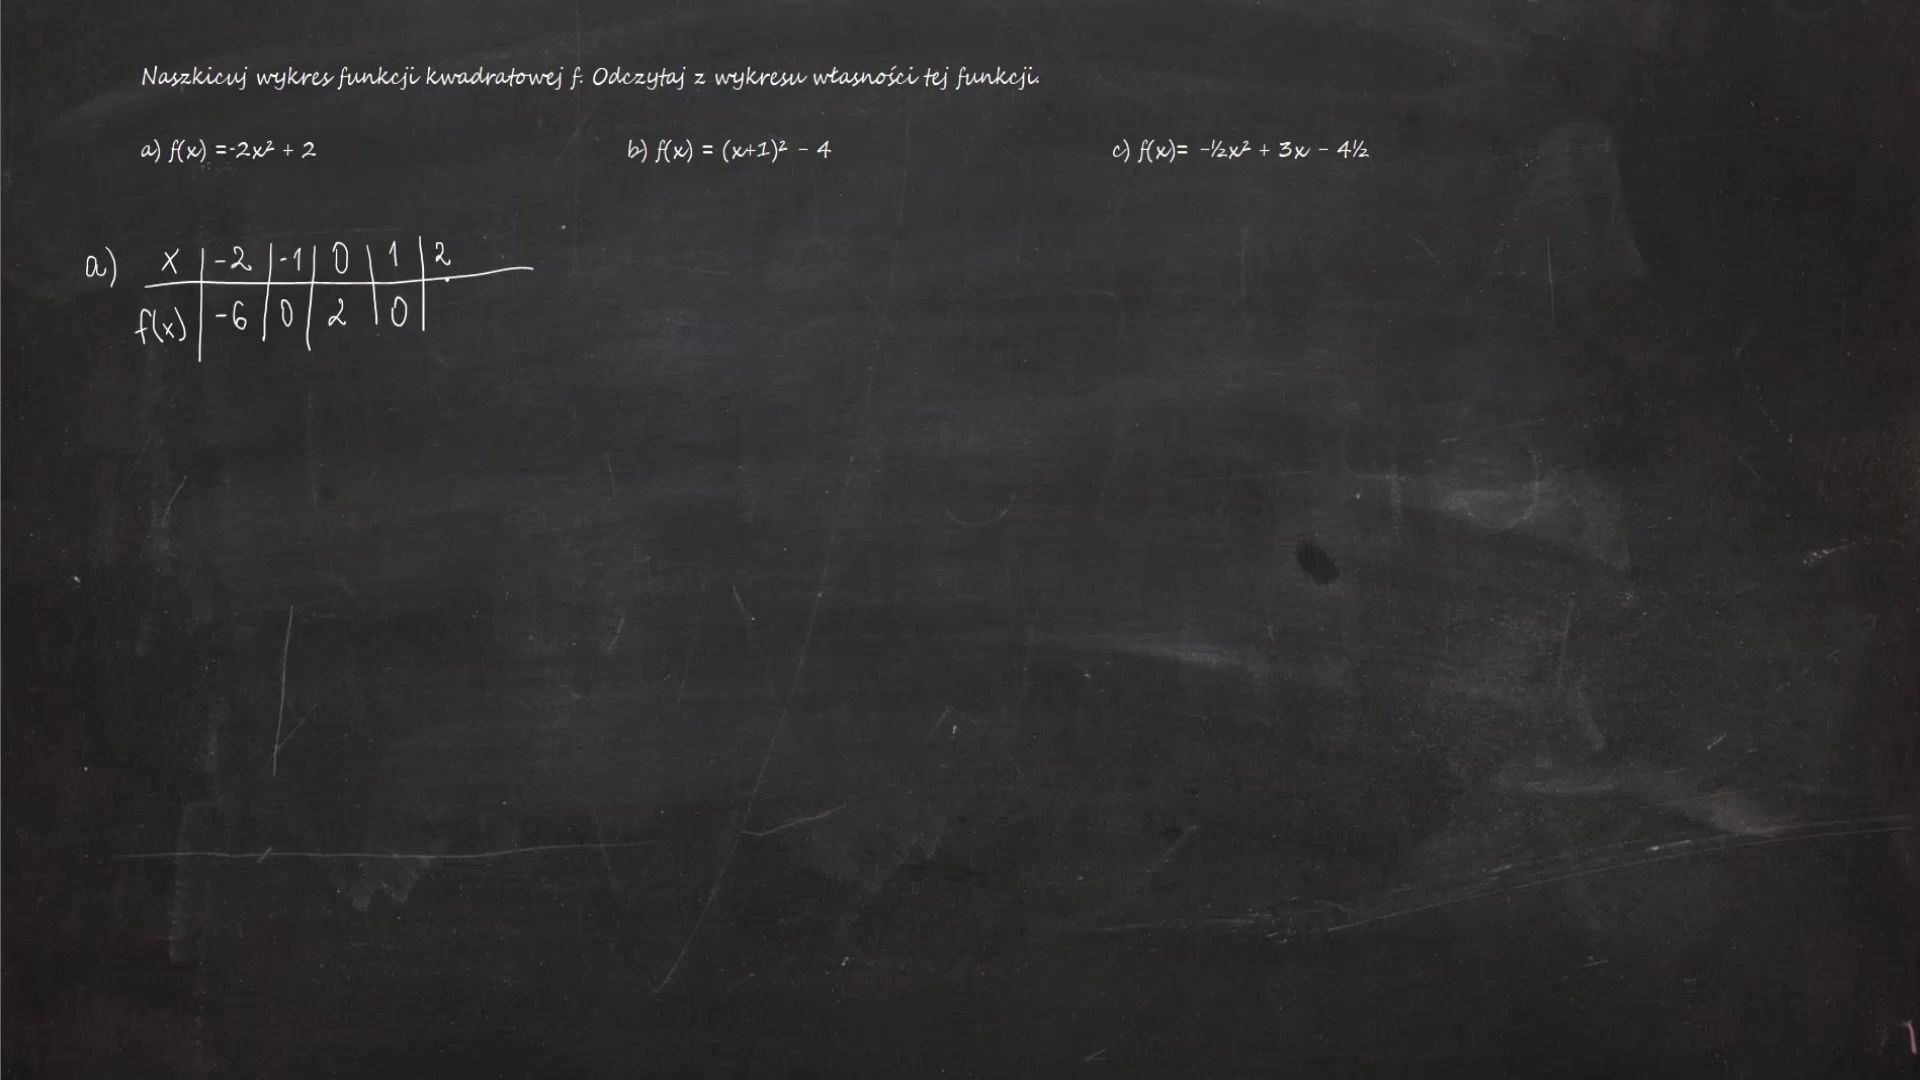 Naszkicuj wykres funkcji kwadratowej f. Odczytaj z wykresu własności tej funkcji.
a) f(x) =-2x² + 2 b) f(x) = (x+1)² - 4 c) f(x)= -½x² + 3x - 4½
a) x | -2 | -1 | 0 | 1 | 2
f(x) | -6 | 0 | 2 | 0 |